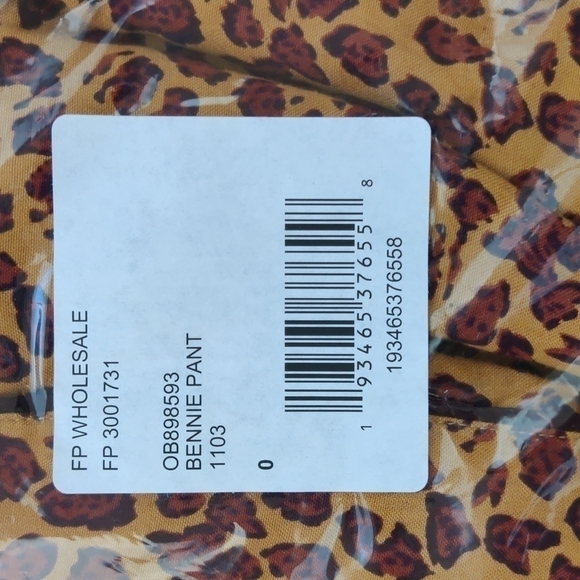 FP WHOLESALE
FP 3001731
OB898593
BENNIE PANT
1103
0
1 93465 37655 8
193465376558